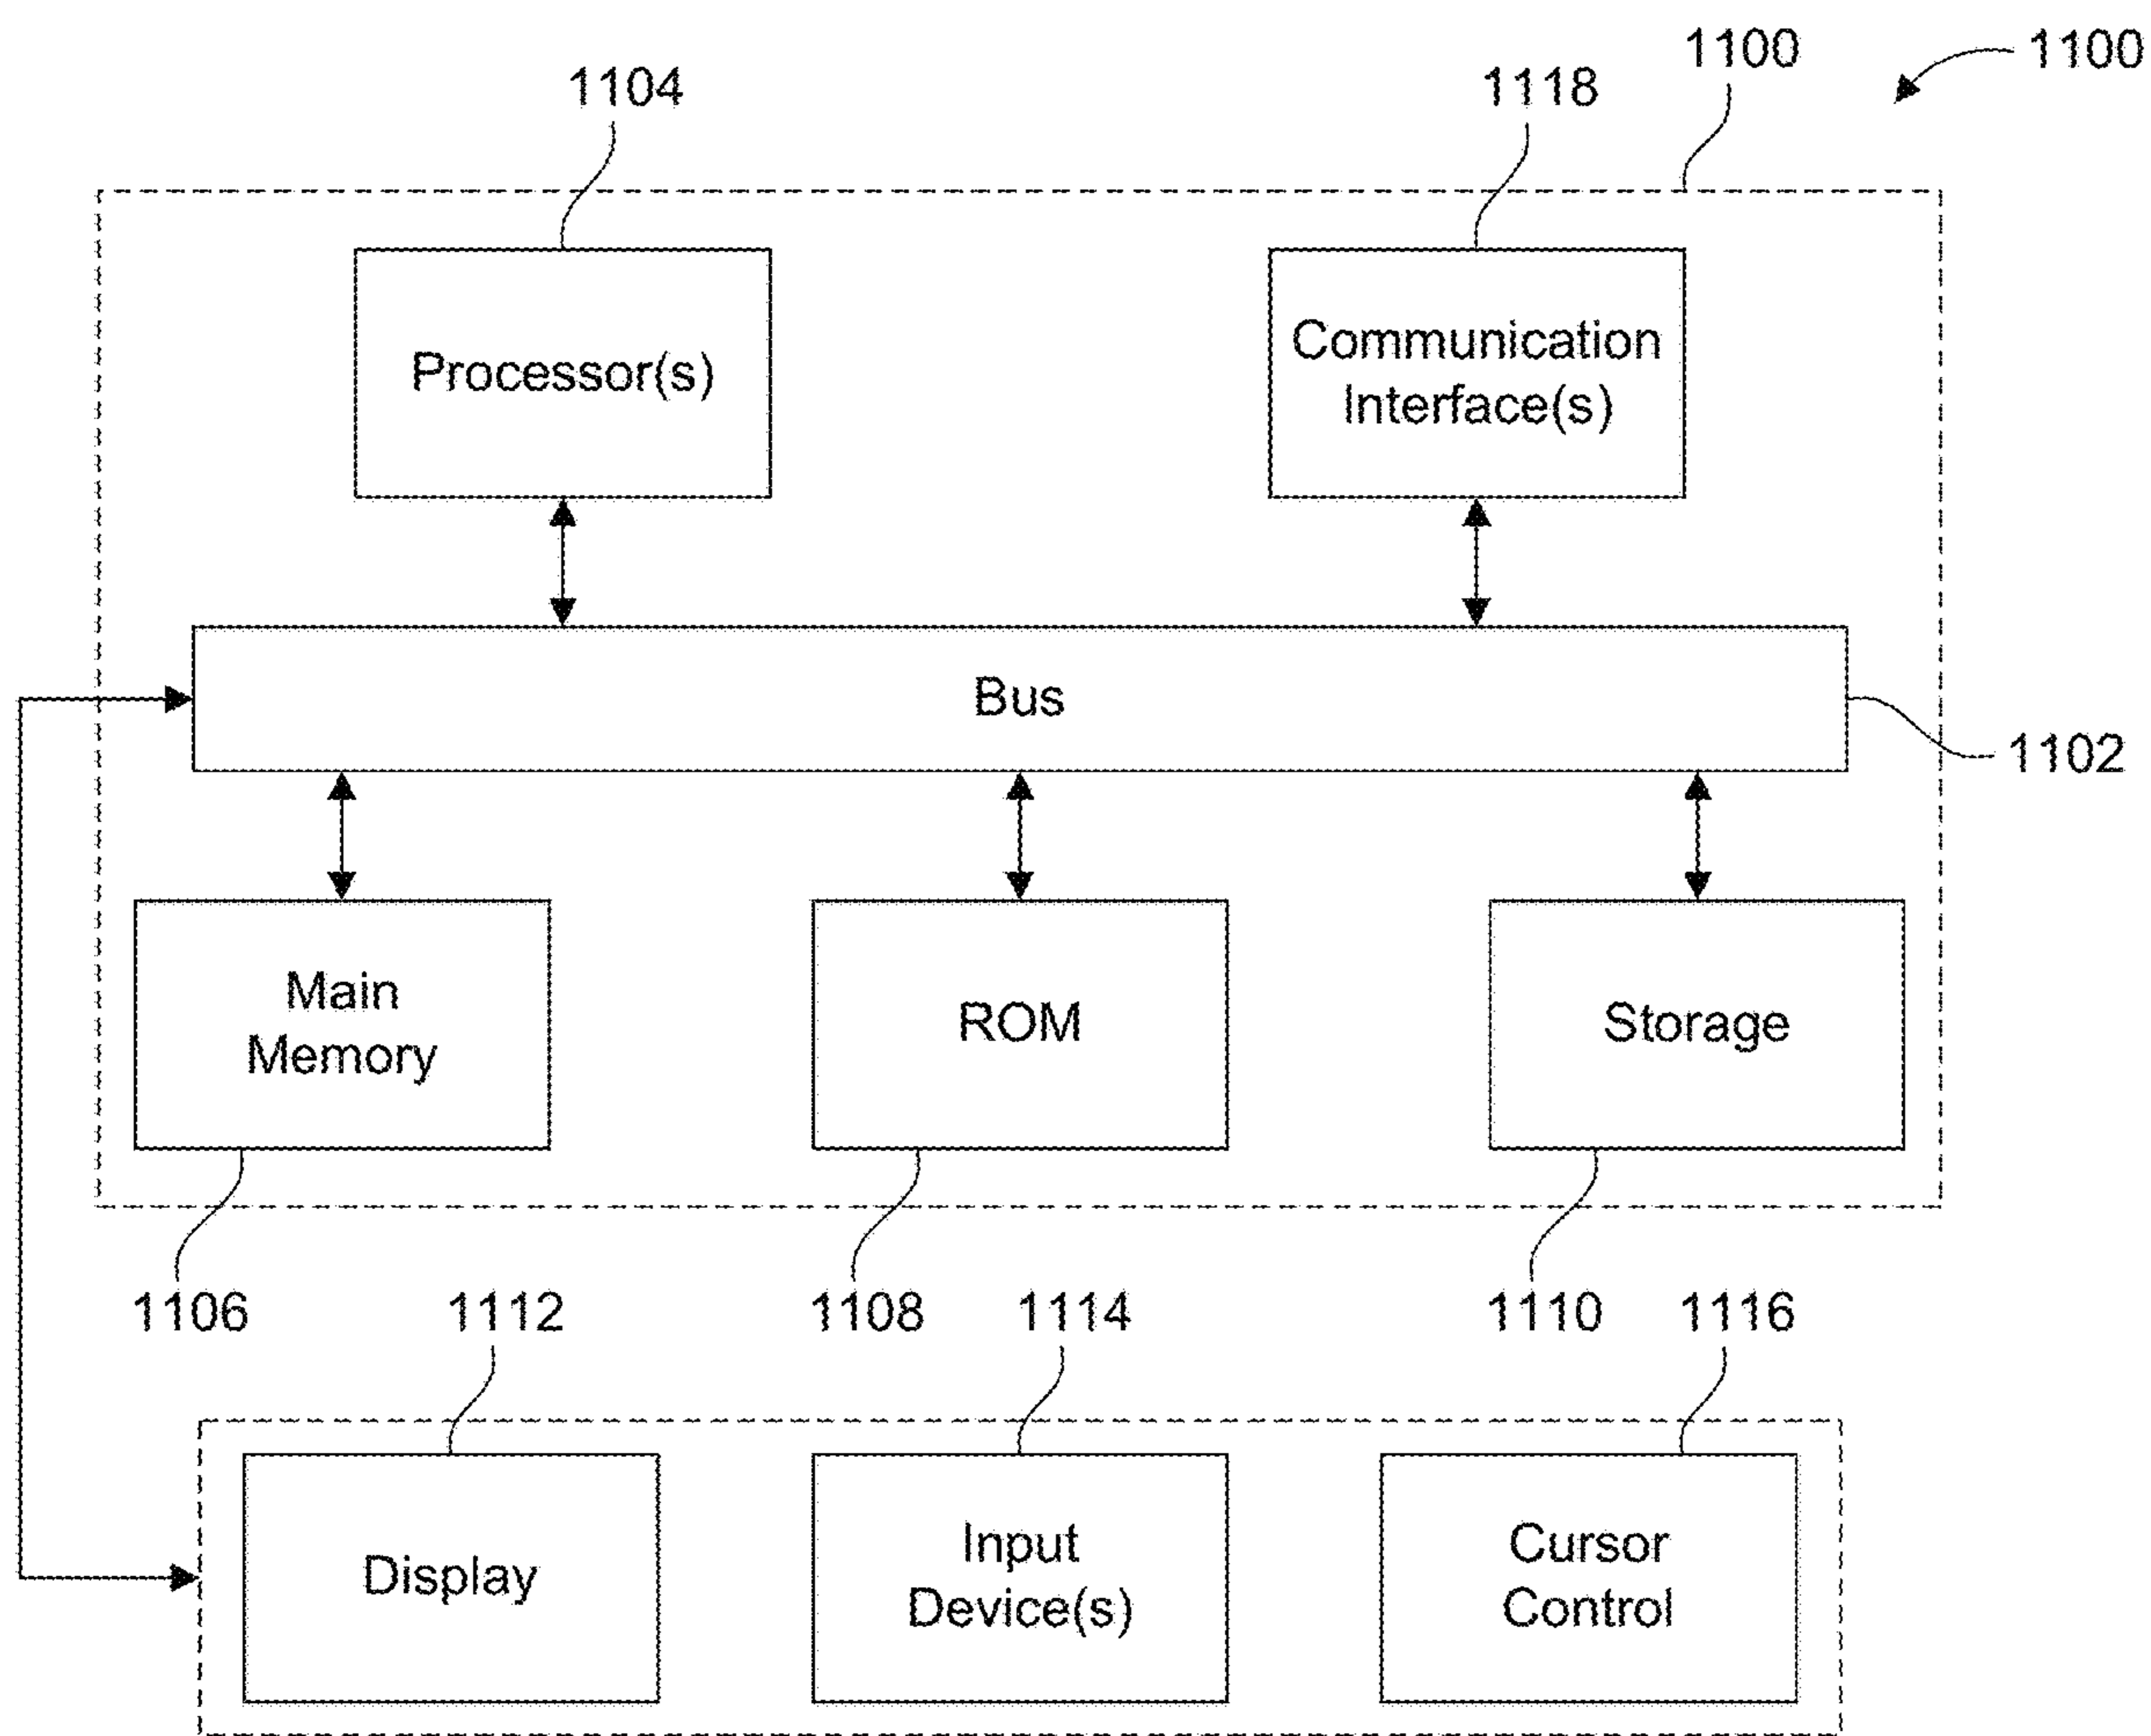 1100
1100
1104
1118
Processor(s)
Communication
Interface(s)
Bus
1102
Main
Memory
ROM
Storage
1106
1112
1108
1114
1110
1116
Display
Input
Device(s)
Cursor
Control